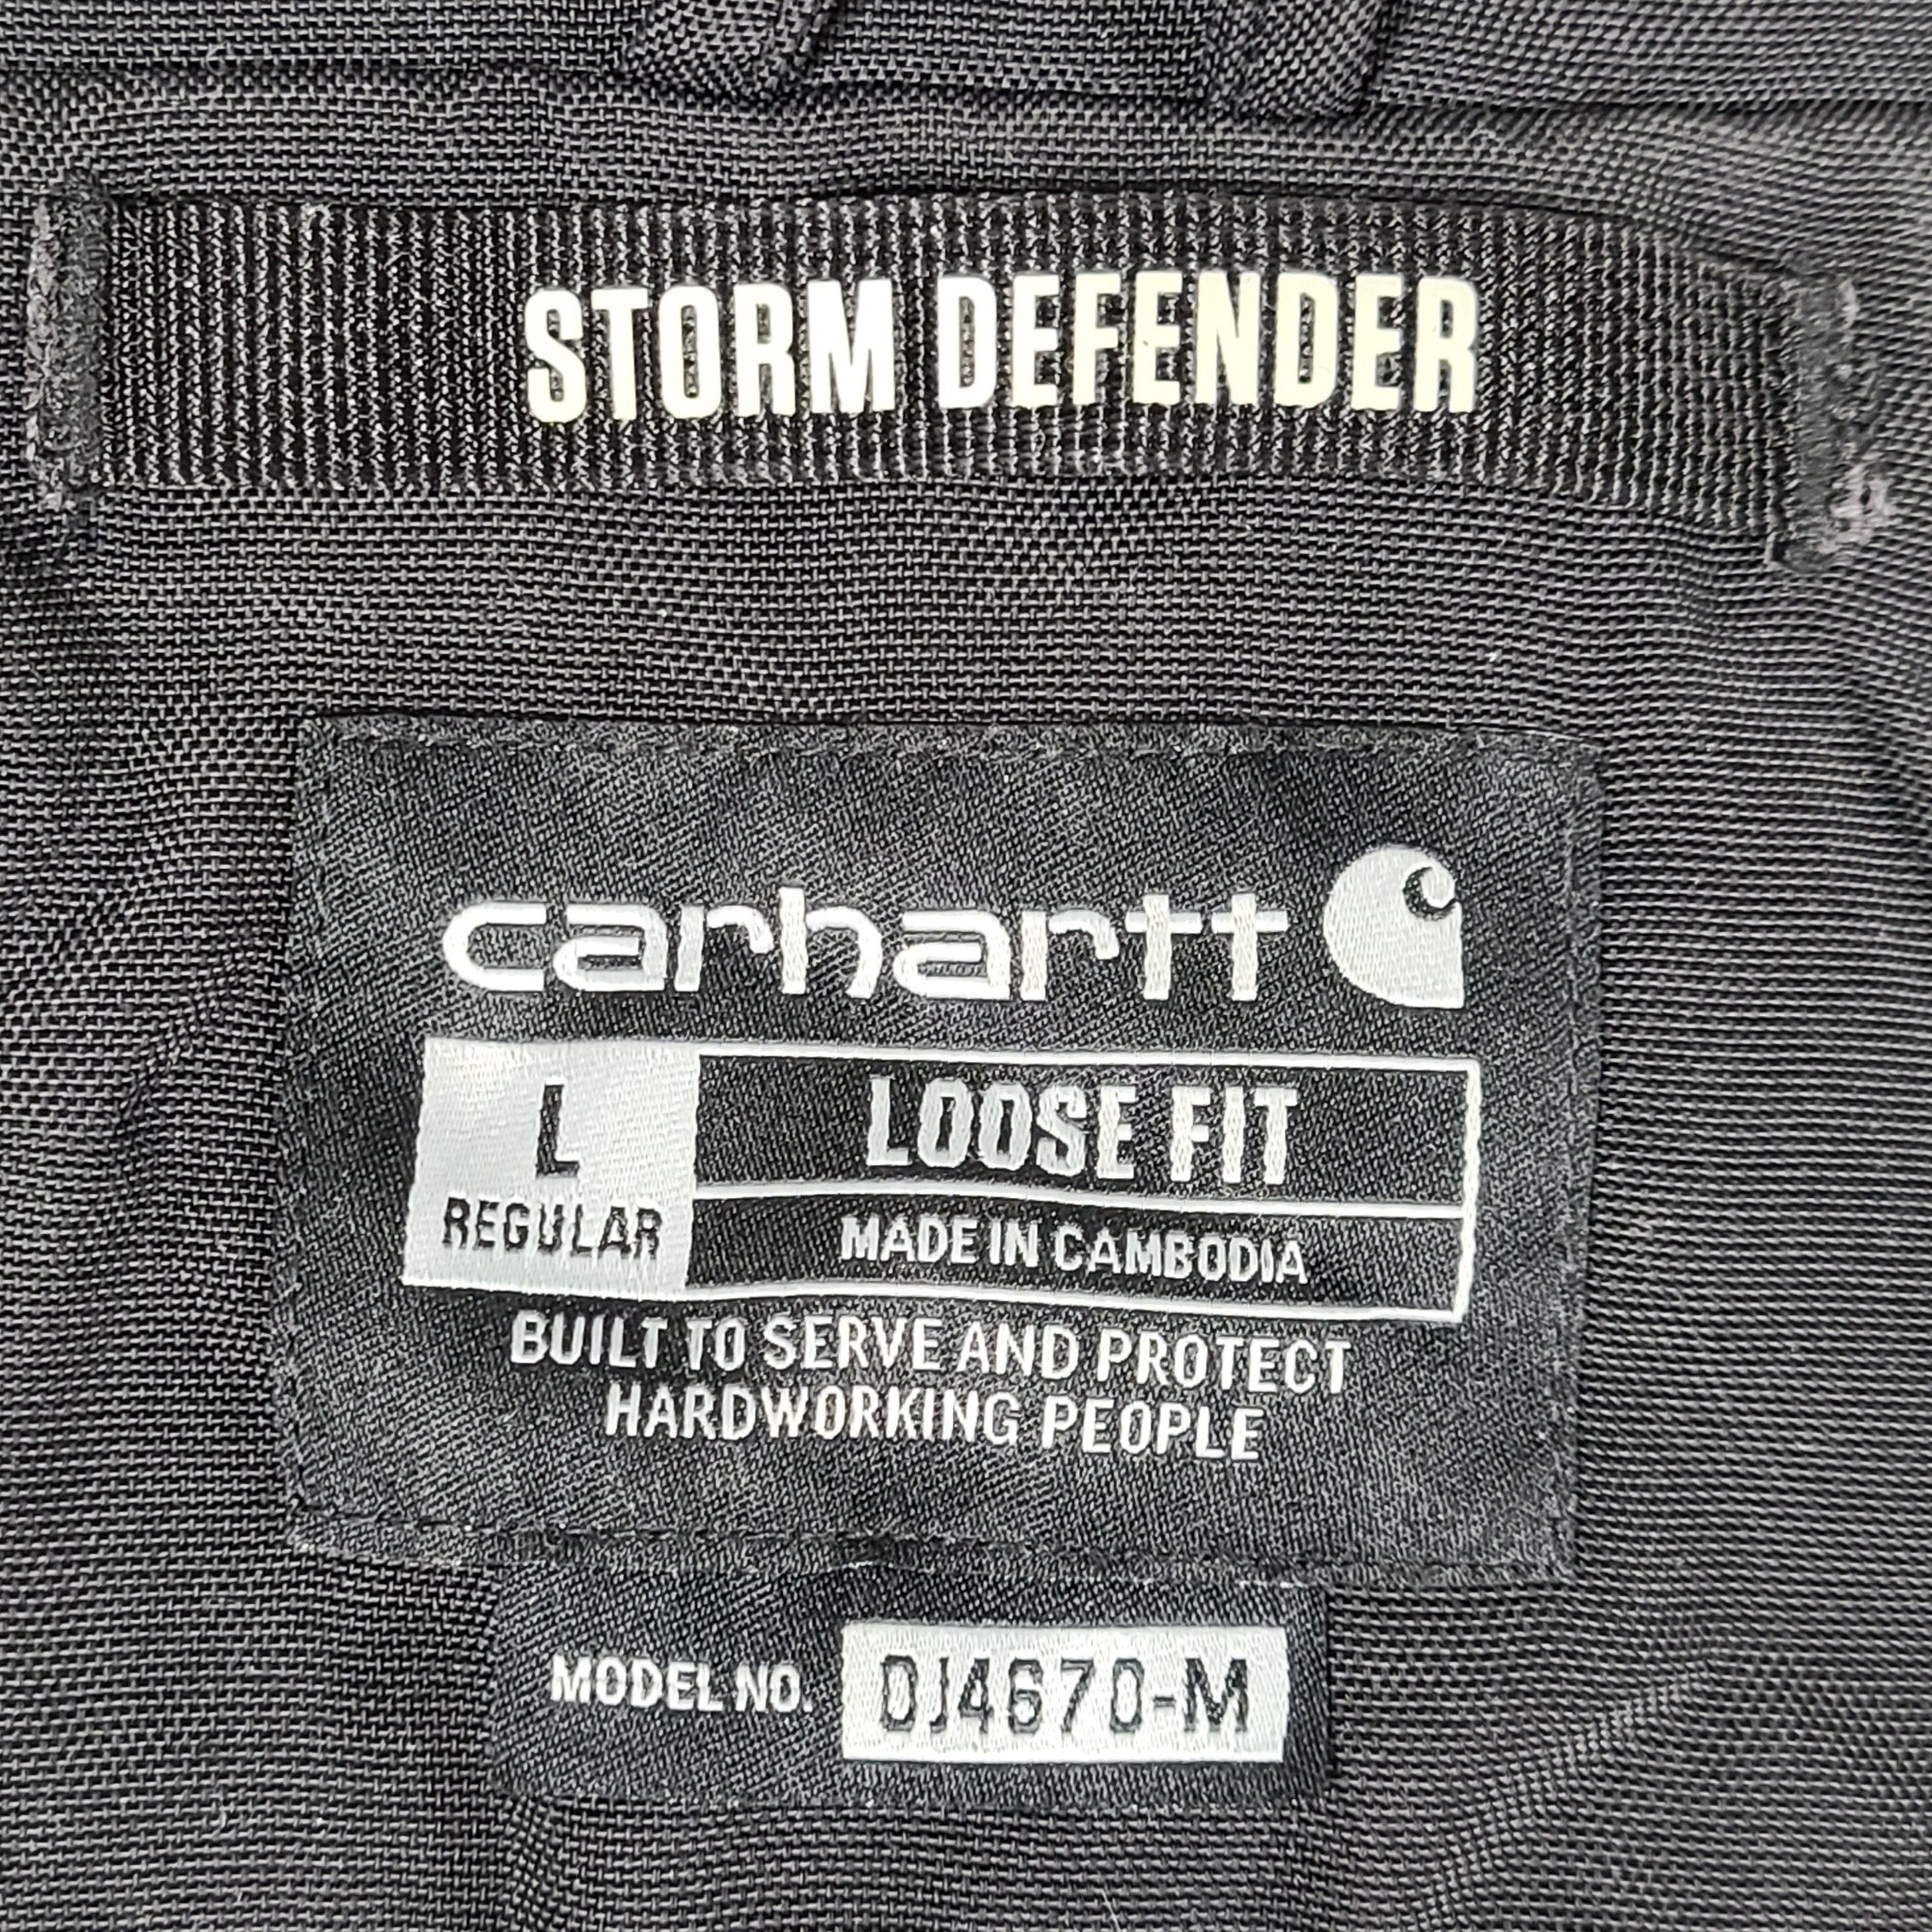 STORM DEFENDER
carhartt
L
REGULAR
LOOSE FIT
MADE IN CAMBODIA
BUILT TO SERVE AND PROTECT
HARDWORKING PEOPLE
MODEL NO. OJ4670-M